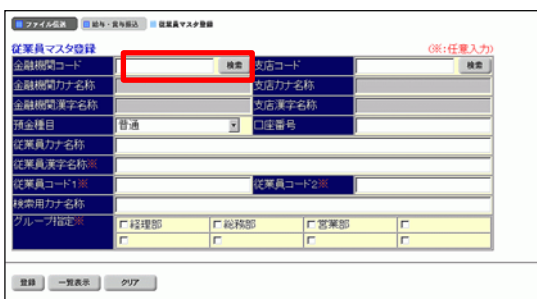 ファイル伝送 給与・賞与振込 従業員マスタ登録
従業員マスタ登録 (※:任意入力)
金融機関コード 検索 支店コード 検索
金融機関カナ名称 支店カナ名称
金融機関漢字名称 支店漢字名称
預金種目 普通 口座番号
従業員カナ名称
従業員漢字名称※
従業員コード1※ 従業員コード2※
検索用カナ名称
グループ指定※ 経理部 総務部 営業部
登録 一覧表示 クリア